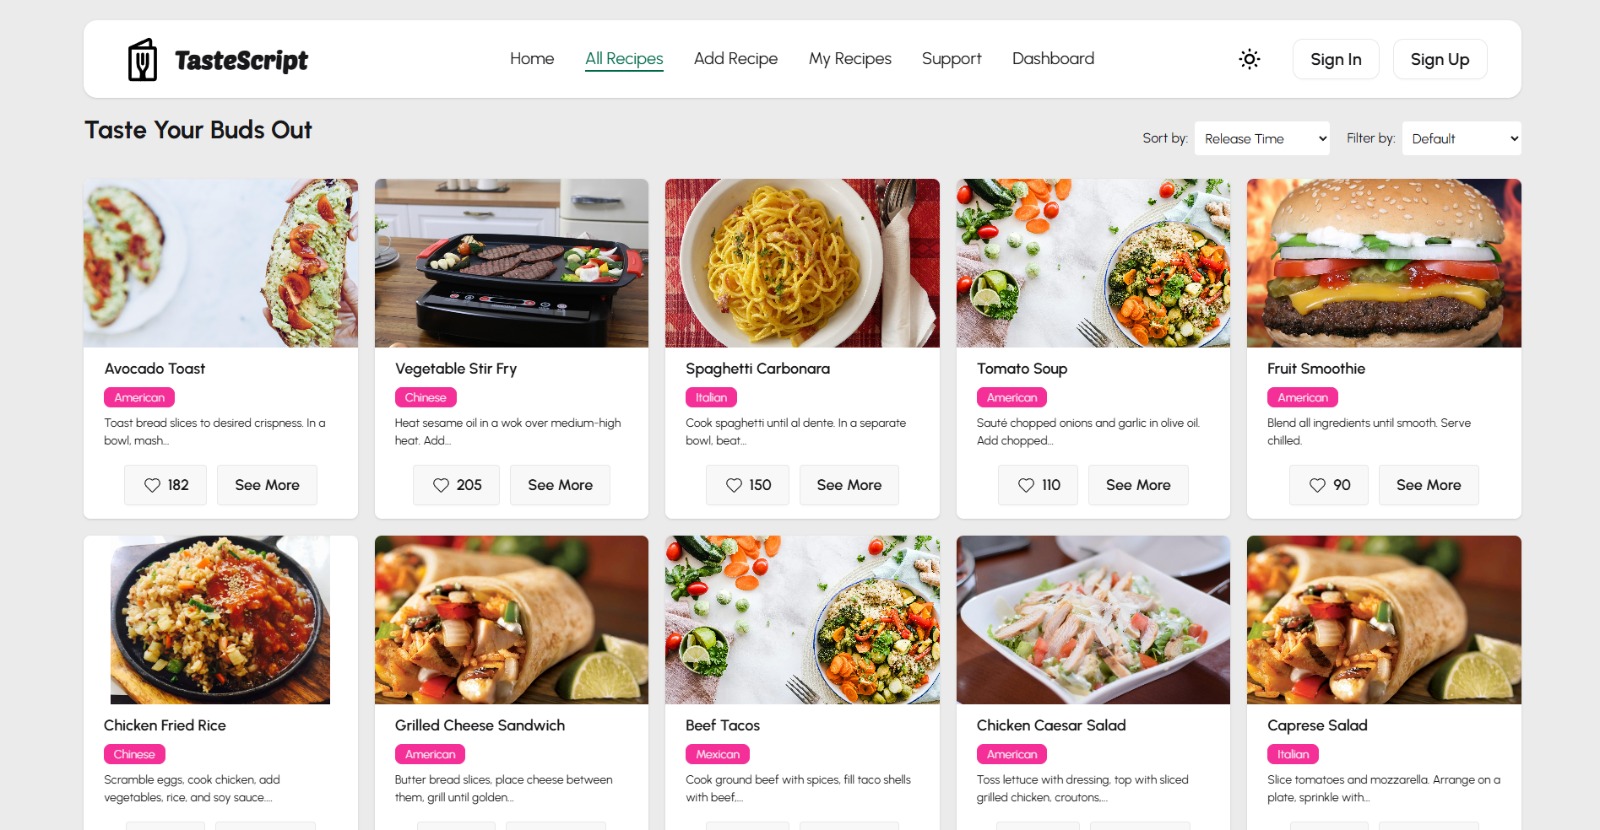 TasteScript
Home
All Recipes
Add Recipe
My Recipes
Support
Dashboard
Sign In
Sign Up
Taste Your Buds Out
Sort by:
Release Time
Filter by:
Default
Avocado Toast
American
Toast bread slices to desired crispness. In a
bowl, mash...
182
See More
Vegetable Stir Fry
Chinese
Heat sesame oil in a wok over medium-high
heat. Add...
205
See More
Spaghetti Carbonara
Italian
Cook spaghetti until al dente. In a separate
bowl, beat...
150
See More
Tomato Soup
American
Sauté chopped onions and garlic in olive oil.
Add chopped...
110
See More
Fruit Smoothie
American
Blend all ingredients until smooth. Serve
chilled.
90
See More
Chicken Fried Rice
Chinese
Scramble eggs, cook chicken, add
vegetables, rice, and soy sauce....
Grilled Cheese Sandwich
American
Butter bread slices, place cheese between
them, grill until golden...
Beef Tacos
Mexican
Cook ground beef with spices, fill taco shells
with beef,...
Chicken Caesar Salad
American
Toss lettuce with dressing, top with sliced
grilled chicken, croutons,...
Caprese Salad
Italian
Slice tomatoes and mozzarella. Arrange on a
plate, sprinkle with...